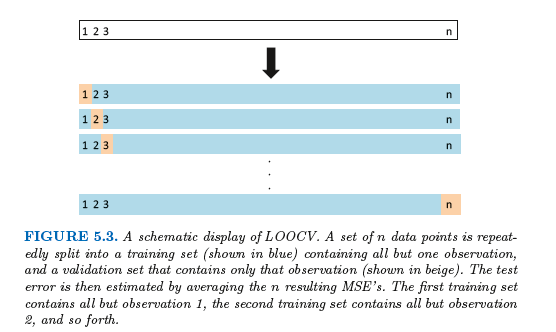 1 2 3 n
1 2 3 n
1 2 3 n
1 2 3 n
.
.
.
1 2 3 n
FIGURE 5.3. A schematic display of LOOCV. A set of n data points is repeat-
edly split into a training set (shown in blue) containing all but one observation,
and a validation set that contains only that observation (shown in beige). The test
error is then estimated by averaging the n resulting MSE's. The first training set
contains all but observation 1, the second training set contains all but observation
2, and so forth.